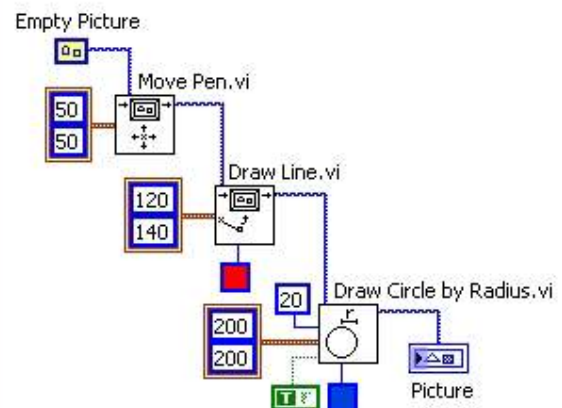 Empty Picture
Move Pen.vi
50
50
Draw Line.vi
120
140
20
Draw Circle by Radius.vi
r
200
200
T
Picture